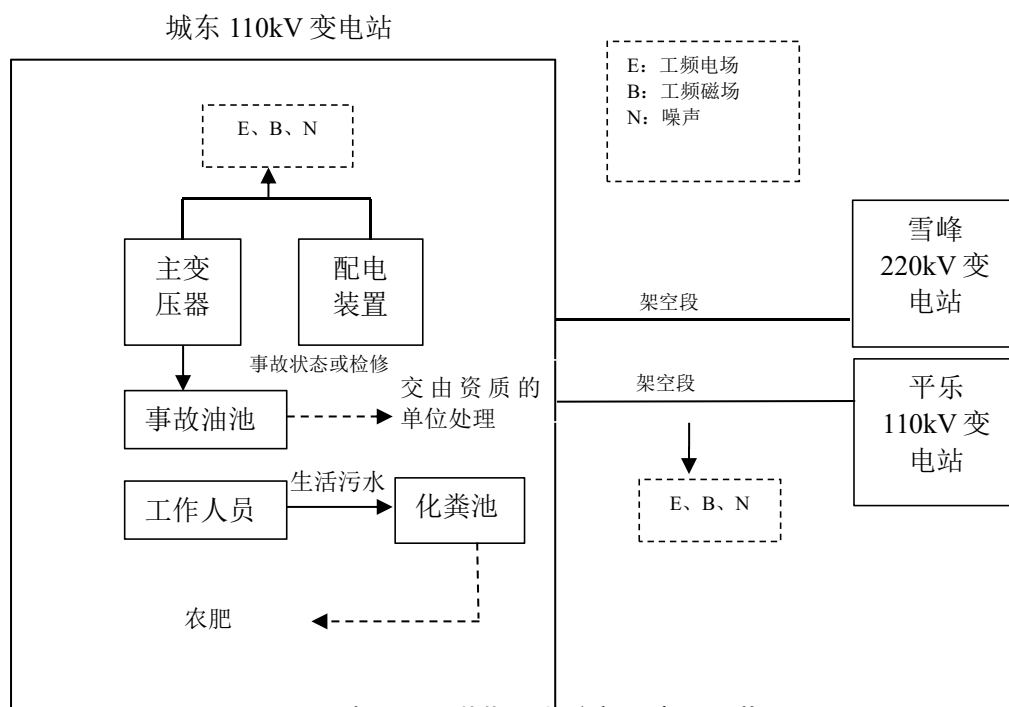 城东 110kV 变电站
E：工频电场
B：工频磁场
N：噪声
E、B、N
主变
压器
配电
装置
雪峰
220kV 变
电站
架空段
事故状态或检修
事故油池
交由资质的
单位处理
架空段
平乐
110kV 变
电站
工作人员
生活污水
化粪池
E、B、N
农肥